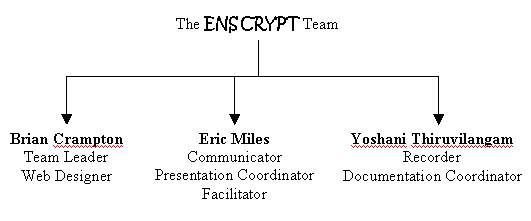 The ENSCRYPT Team
Brian Crampton
Team Leader
Web Designer
Eric Miles
Communicator
Presentation Coordinator
Facilitator
Yoshani Thiruvilangam
Recorder
Documentation Coordinator